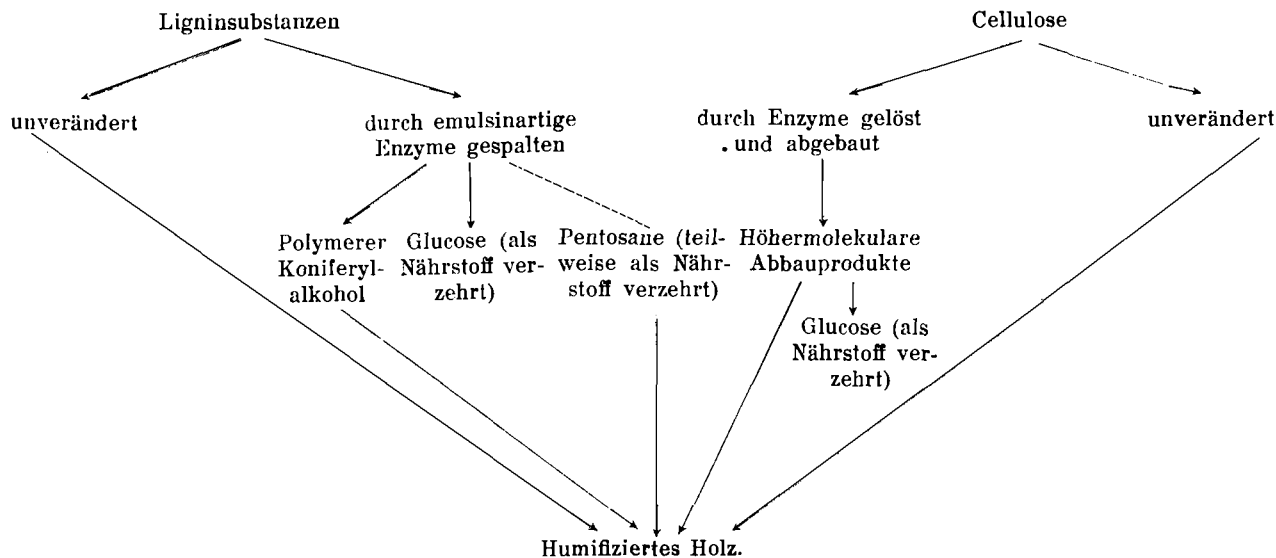 Ligninsubstanzen
Cellulose
unverändert
durch emulsinartige
Enzyme gespalten
durch Enzyme gelöst
. und abgebaut
unverändert
Polymerer
Koniferyl-
alkohol
Glucose (als
Nährstoff ver-
zehrt)
Pentosane (teil-
weise als Nähr-
stoff verzehrt)
Höhermolekulare
Abbauprodukte
Glucose (als
Nährstoff ver-
zehrt)
Humifiziertes Holz.